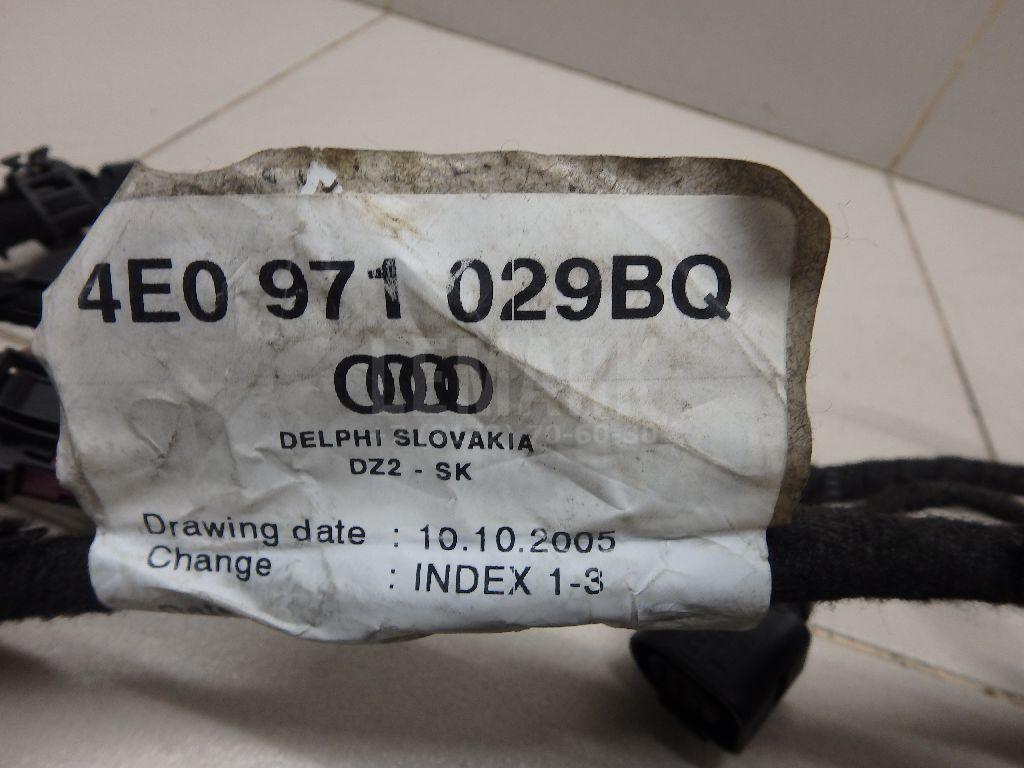 4E0 971 029BQ
DELPHI SLOVAKIA
DZ2 - SK
Drawing date : 10.10.2005
Change : INDEX 1-3